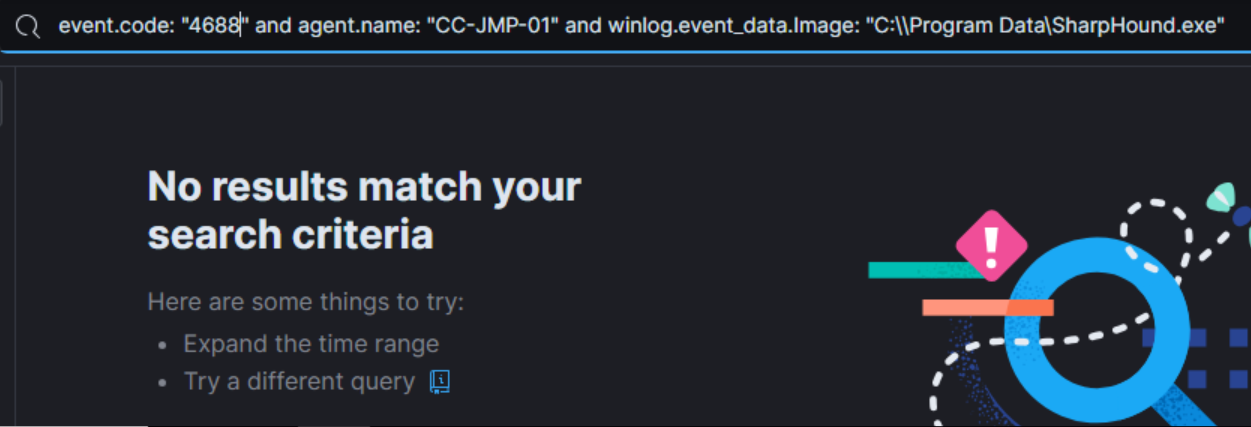 event.code: "4688" and agent.name: "CC-JMP-01" and winlog.event_data.Image: "C:\\Program Data\SharpHound.exe"
No results match your
search criteria
Here are some things to try:
• Expand the time range
• Try a different query